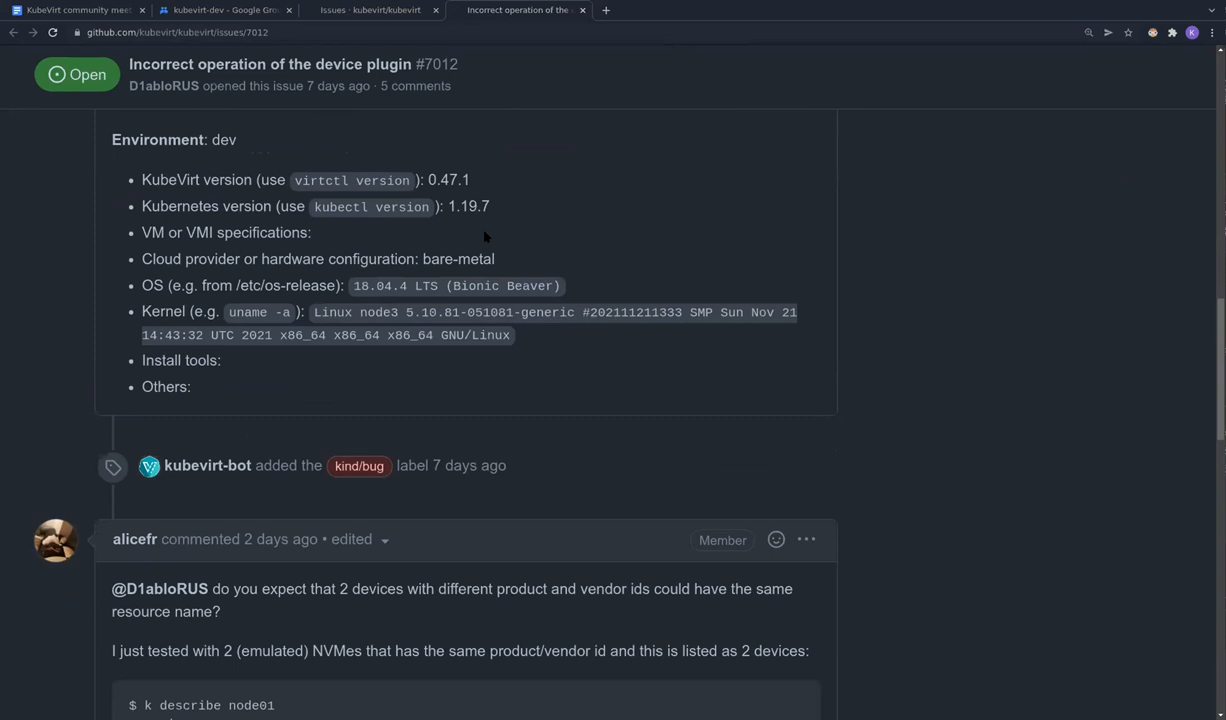 KubeVirt community meet
kubevirt-dev - Google Gro
Issues · kubevirt/kubevirt
Incorrect operation of the
github.com/kubevirt/kubevirt/issues/7012
K
Open
Incorrect operation of the device plugin #7012
D1abloRUS opened this issue 7 days ago · 5 comments
Environment: dev
• KubeVirt version (use virtctl version): 0.47.1
• Kubernetes version (use kubectl version): 1.19.7
• VM or VMI specifications:
• Cloud provider or hardware configuration: bare-metal
• OS (e.g. from /etc/os-release): 18.04.4 LTS (Bionic Beaver)
• Kernel (e.g. uname -a): Linux node3 5.10.81-051081-generic #202111211333 SMP Sun Nov 21
14:43:32 UTC 2021 x86_64 x86_64 x86_64 GNU/Linux
• Install tools:
• Others:
kubevirt-bot added the kind/bug label 7 days ago
alicefr commented 2 days ago • edited
Member
@D1abloRUS do you expect that 2 devices with different product and vendor ids could have the same
resource name?
I just tested with 2 (emulated) NVMes that has the same product/vendor id and this is listed as 2 devices:
$ k describe node01